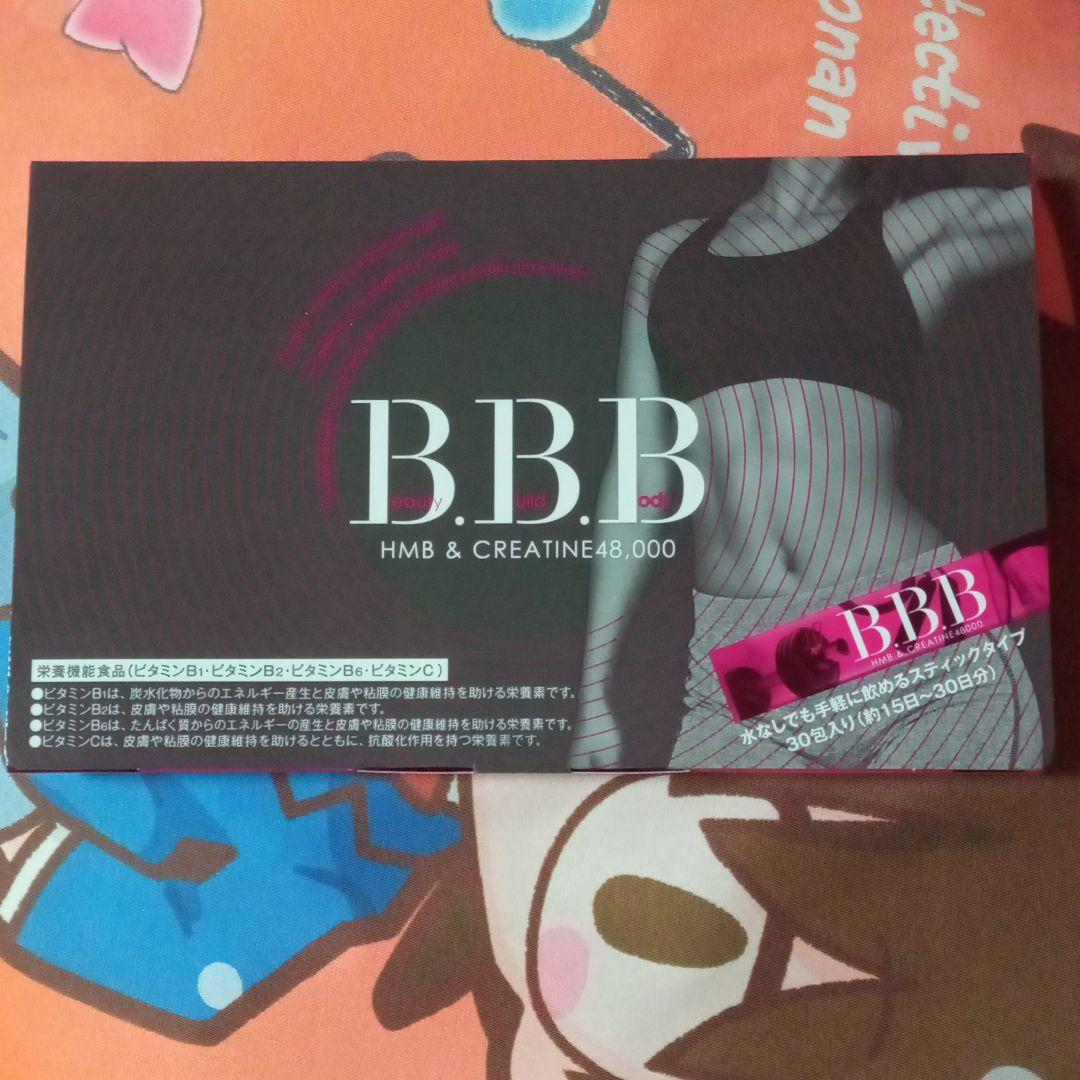 B.B.B
eauty uild ody
HMB & CREATINE48,000
栄養機能食品(ビタミンB1・ビタミンB2・ビタミンB6・ビタミンC)
●ビタミンB1は、炭水化物からのエネルギー産生と皮膚や粘膜の健康維持を助ける栄養素です。
●ビタミンB2は、皮膚や粘膜の健康維持を助ける栄養素です。
●ビタミンB6は、たんぱく質からのエネルギーの産生と皮膚や粘膜の健康維持を助ける栄養素です。
●ビタミンCは、皮膚や粘膜の健康維持を助けるとともに、抗酸化作用を持つ栄養素です。
B.B.B
HMB & CREATINE48000
水なしでも手軽に飲めるスティックタイプ
30包入り(約15日〜30日分)
powder anywhere
onan